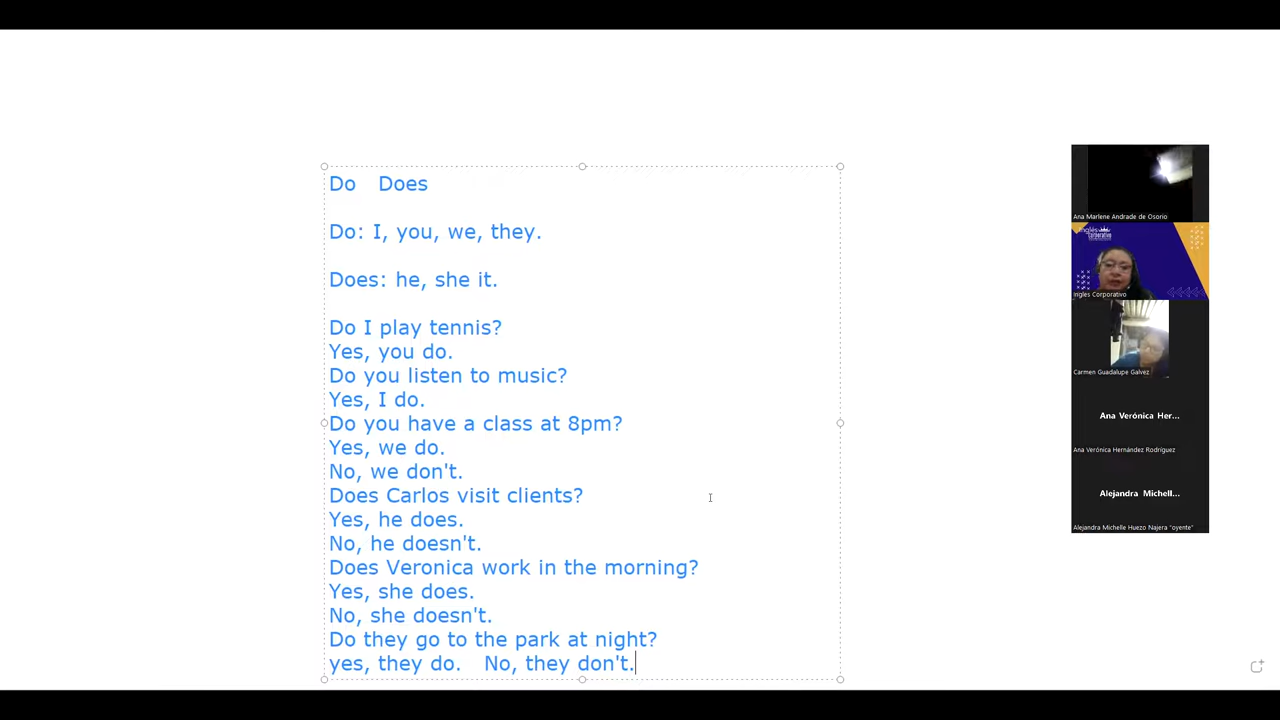 Do Does
Do: I, you, we, they.
Does: he, she it.
Do I play tennis?
Yes, you do.
Do you listen to music?
Yes, I do.
Do you have a class at 8pm?
Yes, we do.
No, we don't.
Does Carlos visit clients?
Yes, he does.
No, he doesn't.
Does Veronica work in the morning?
Yes, she does.
No, she doesn't.
Do they go to the park at night?
yes, they do. No, they don't.
Ana Marlene Andrade de Osorio
Inglés
Corporativo
Ingles Corporativo
Carmen Guadalupe Galvez
Ana Verónica Her...
Ana Verónica Hernández Rodríguez
Alejandra Michell...
Alejandra Michelle Huezo Najera "oyente"